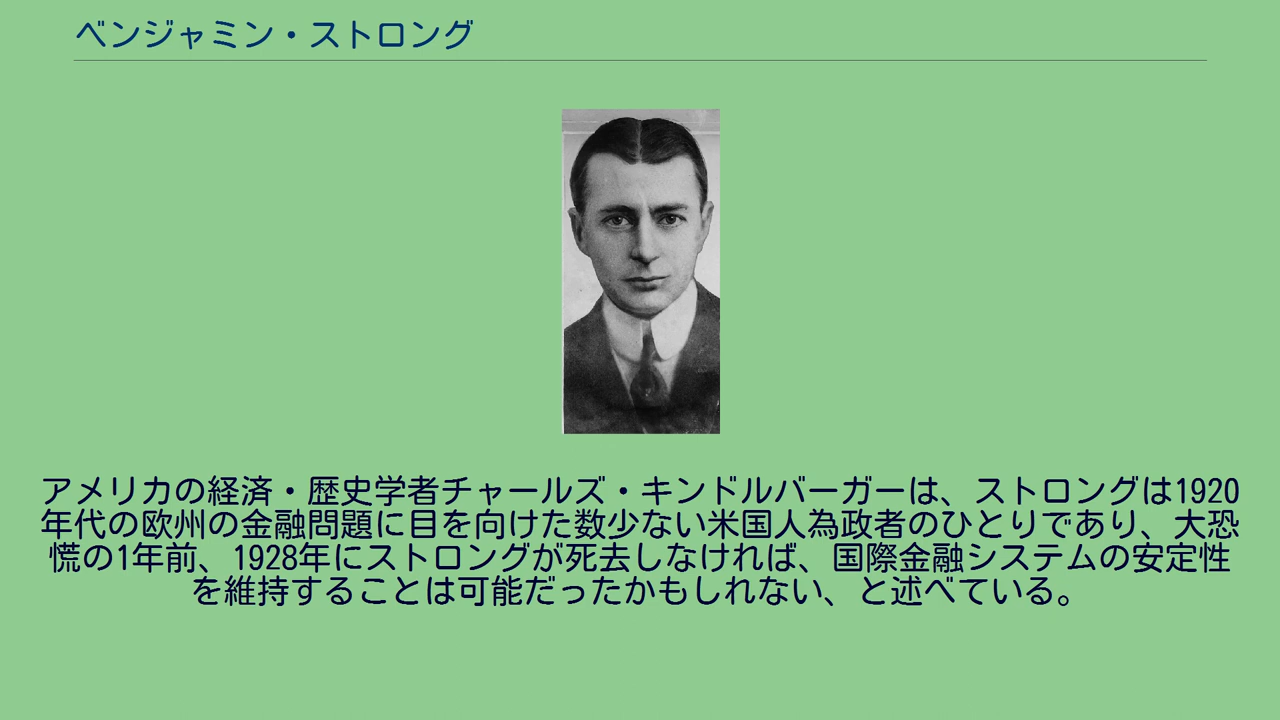 ベンジャミン・ストロング
アメリカの経済・歴史学者チャールズ・キンドルバーガーは、ストロングは1920
年代の欧州の金融問題に目を向けた数少ない米国人為政者のひとりであり、大恐
慌の1年前、1928年にストロングが死去しなければ、国際金融システムの安定性
を維持することは可能だったかもしれない、と述べている。